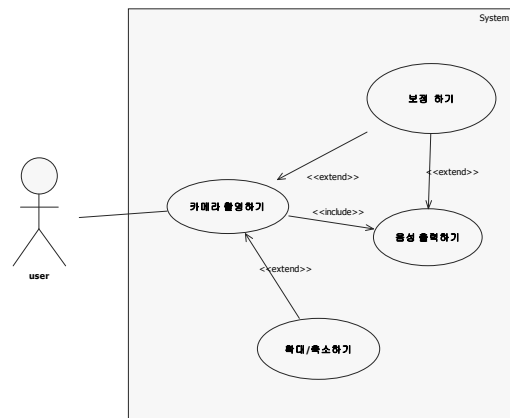 System
보정 하기
<<extend>>
<<extend>>
카메라 촬영하기
<<include>>
음성 출력하기
<<extend>>
user
확대/축소하기